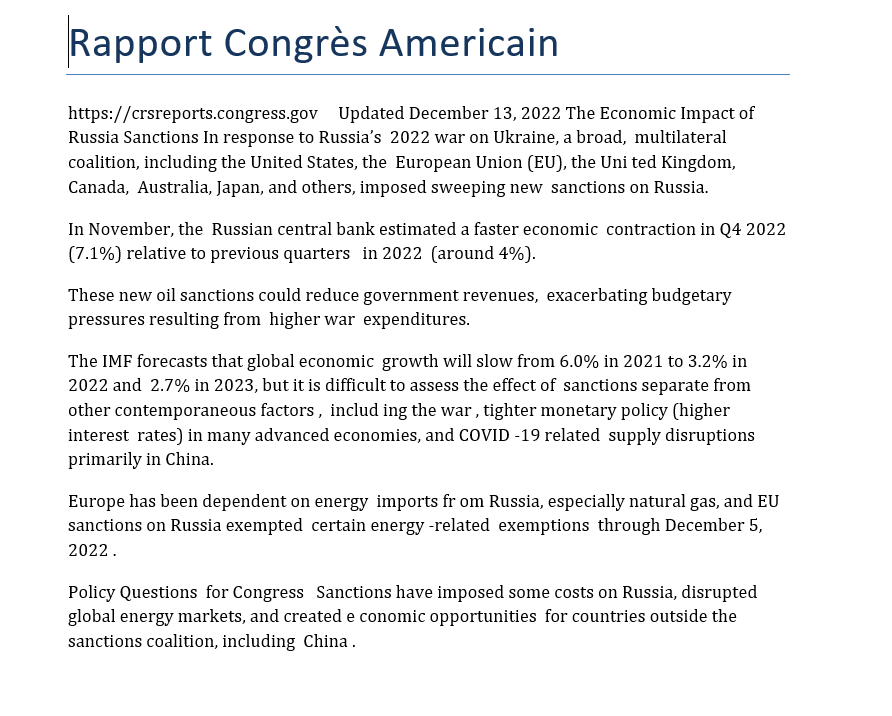 Rapport Congrès Americain
https://crsreports.congress.gov     Updated December 13, 2022 The Economic Impact of
Russia Sanctions In response to Russia’s  2022 war on Ukraine, a broad,  multilateral
coalition, including the United States, the  European Union (EU), the Uni ted Kingdom,
Canada,  Australia, Japan, and others, imposed sweeping new  sanctions on Russia.
In November, the  Russian central bank estimated a faster economic  contraction in Q4 2022
(7.1%) relative to previous quarters   in 2022  (around 4%).
These new oil sanctions could reduce government revenues,  exacerbating budgetary
pressures resulting from  higher war  expenditures.
The IMF forecasts that global economic  growth will slow from 6.0% in 2021 to 3.2% in
2022 and  2.7% in 2023, but it is difficult to assess the effect of  sanctions separate from
other contemporaneous factors ,  includ ing the war , tighter monetary policy (higher
interest  rates) in many advanced economies, and COVID -19 related  supply disruptions
primarily in China.
Europe has been dependent on energy  imports fr om Russia, especially natural gas, and EU
sanctions on Russia exempted  certain energy -related  exemptions  through December 5,
2022 .
Policy Questions  for Congress   Sanctions have imposed some costs on Russia, disrupted
global energy markets, and created e conomic opportunities  for countries outside the
sanctions coalition, including  China .